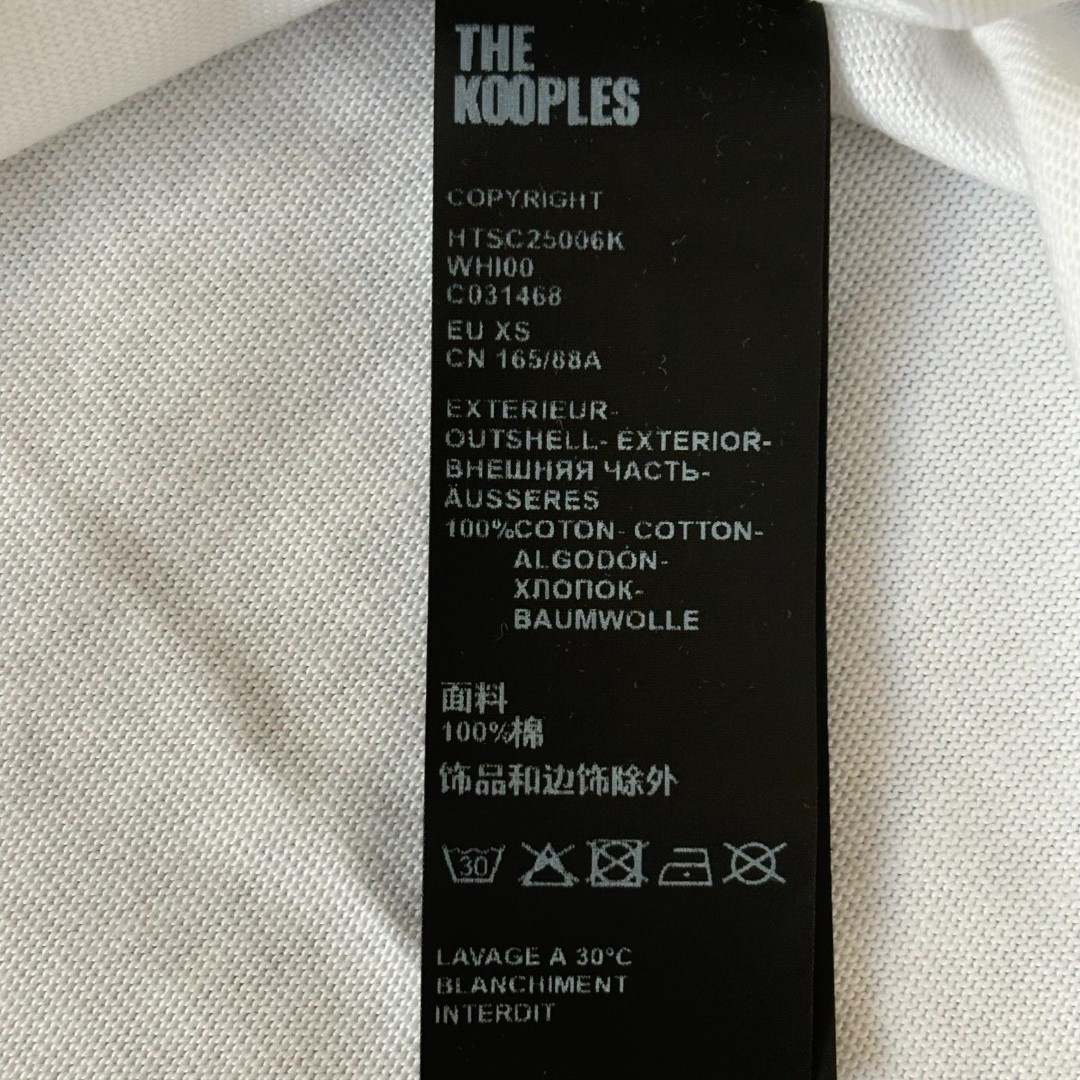 THE
KOOPLES
COPYRIGHT
HTSC25006K
WHI00
C031468
EU XS
CN 165/88A
EXTERIEUR-
OUTSHELL- EXTERIOR-
ВНЕШНЯЯ ЧАСТЬ-
ÄUSSERES
100%COTON- COTTON-
ALGODÓN-
ХЛОПОК-
BAUMWOLLE
面料
100%棉
饰品和边饰除外
30
LAVAGE A 30°C
BLANCHIMENT
INTERDIT